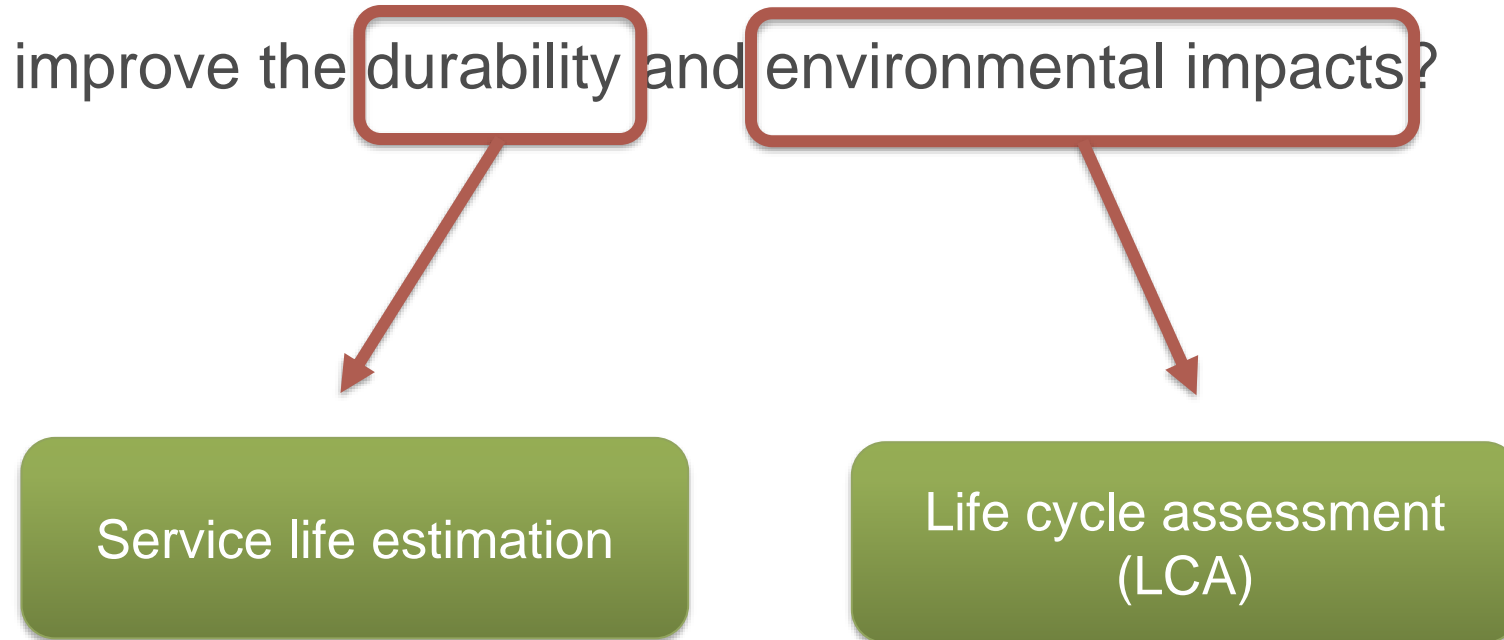 improve the durability and environmental impacts?
Service life estimation
Life cycle assessment
(LCA)